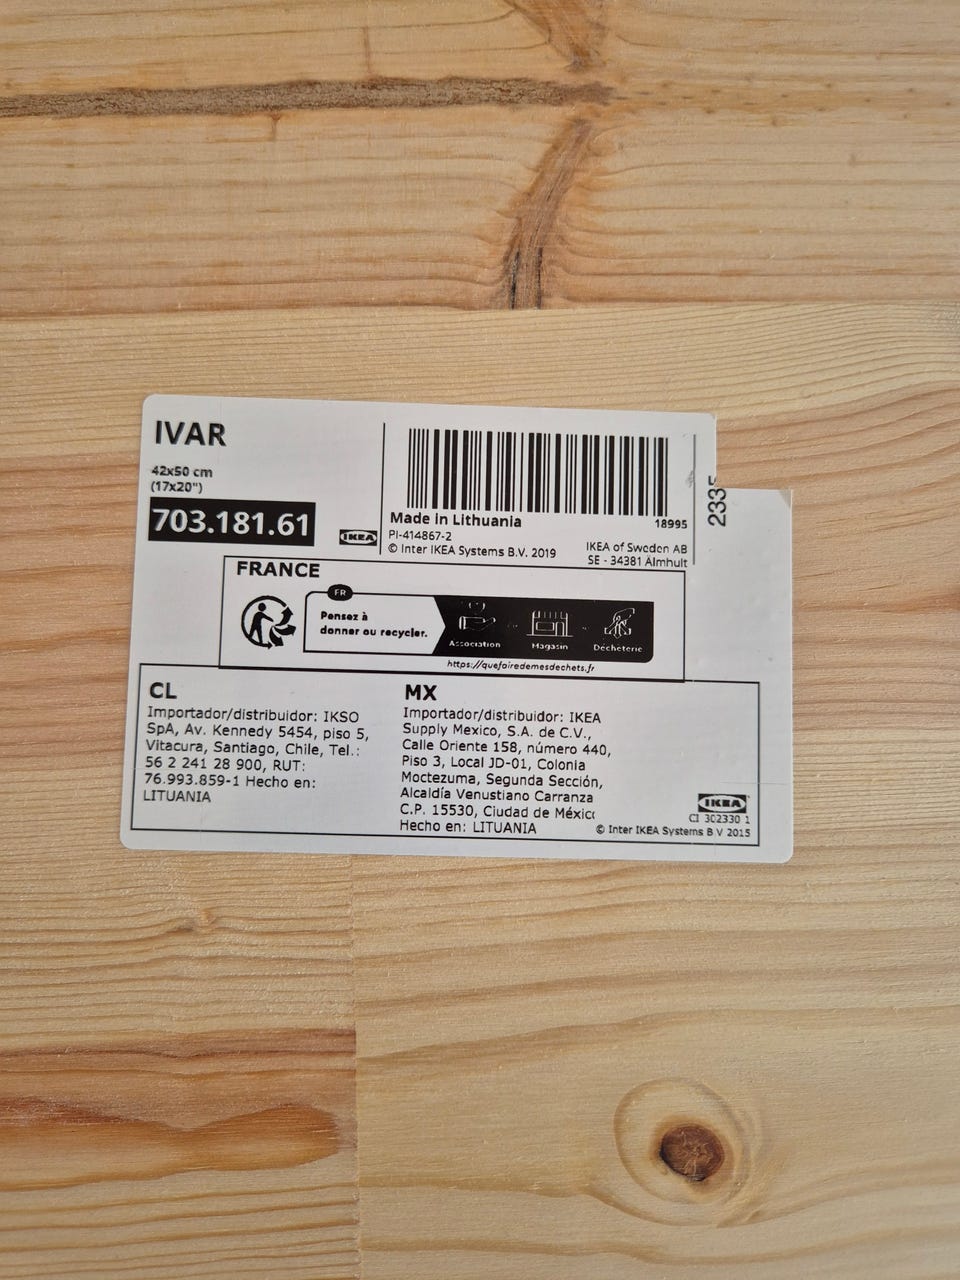 IVAR
42x50 cm
(17x20")
703.181.61
IKEA
Made in Lithuania
18995
PI-414867-2
© Inter IKEA Systems B.V. 2019
IKEA of Sweden AB
SE - 34381 Älmhult
2335
FRANCE
FR
Pensez à
donner ou recycler.
Association
Magasin
Déchèterie
https://quefairedemesdechets.fr
CL
Importador/distribuidor: IKSO
SpA, Av. Kennedy 5454, piso 5,
Vitacura, Santiago, Chile, Tel.:
56 2 241 28 900, RUT:
76.993.859-1 Hecho en:
LITUANIA
MX
Importador/distribuidor: IKEA
Supply Mexico, S.A. de C.V.,
Calle Oriente 158, número 440,
Piso 3, Local JD-01, Colonia
Moctezuma, Segunda Sección,
Alcaldía Venustiano Carranza
C.P. 15530, Ciudad de Méxic
Hecho en: LITUANIA
IKEA
CI 302330 1
© Inter IKEA Systems B V 2015